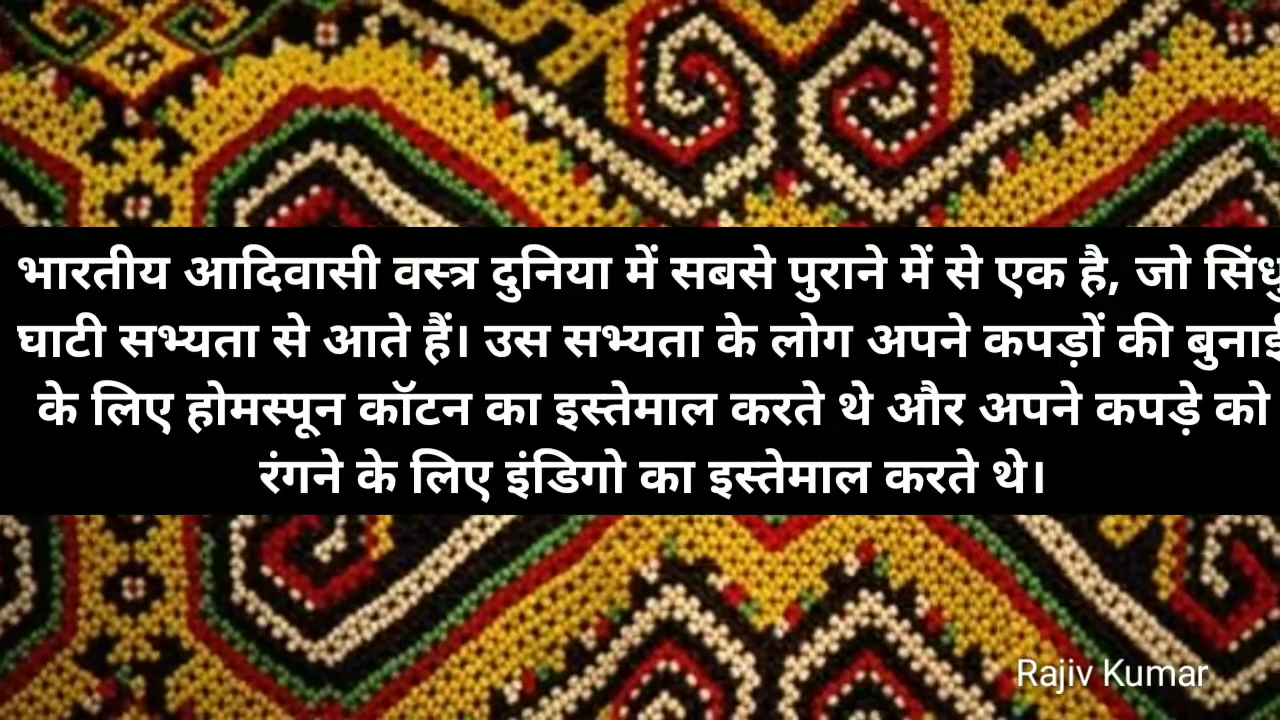 भारतीय आदिवासी वस्त्र दुनिया में सबसे पुराने में से एक है, जो सिंधु
घाटी सभ्यता से आते हैं। उस सभ्यता के लोग अपने कपड़ों की बुनाई
के लिए होमस्पून कॉटन का इस्तेमाल करते थे और अपने कपड़े को
रंगने के लिए इंडिगो का इस्तेमाल करते थे।
Rajiv Kumar